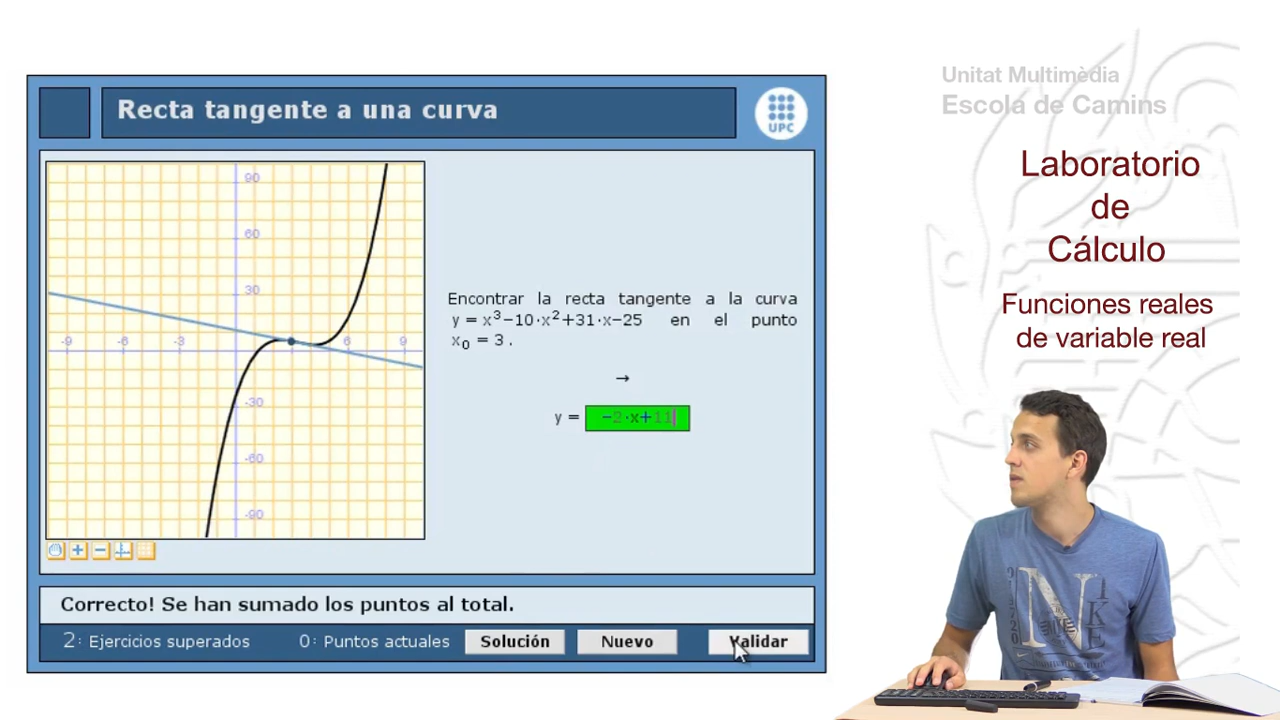 Recta tangente a una curva
UPC
90
60
30
-9 -6 -3 6 9
-30
-60
-90
Encontrar la recta tangente a la curva
y = x³−10·x²+31·x−25 en el punto
x₀ = 3 .
→
y = −2·x+11
Correcto! Se han sumado los puntos al total.
2: Ejercicios superados 0: Puntos actuales Solución Nuevo Validar
Unitat Multimèdia
Escola de Camins
Laboratorio
de
Cálculo
Funciones reales
de variable real
NIKE